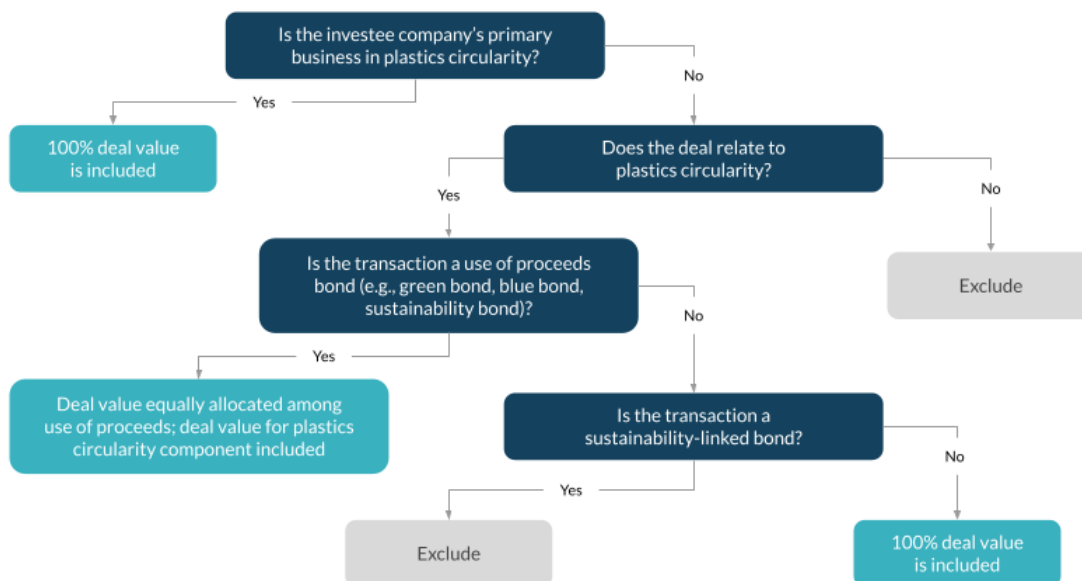 Is the investee company’s primary
business in plastics circularity?
No
Yes
100% deal value
is included
Does the deal relate to
plastics circularity?
No
Yes
Is the transaction a use of proceeds
bond (e.g., green bond, blue bond,
sustainability bond)?
Exclude
No
Yes
Deal value equally allocated among
use of proceeds; deal value for plastics
circularity component included
Is the transaction a
sustainability-linked bond?
No
Yes
Exclude
100% deal value
is included